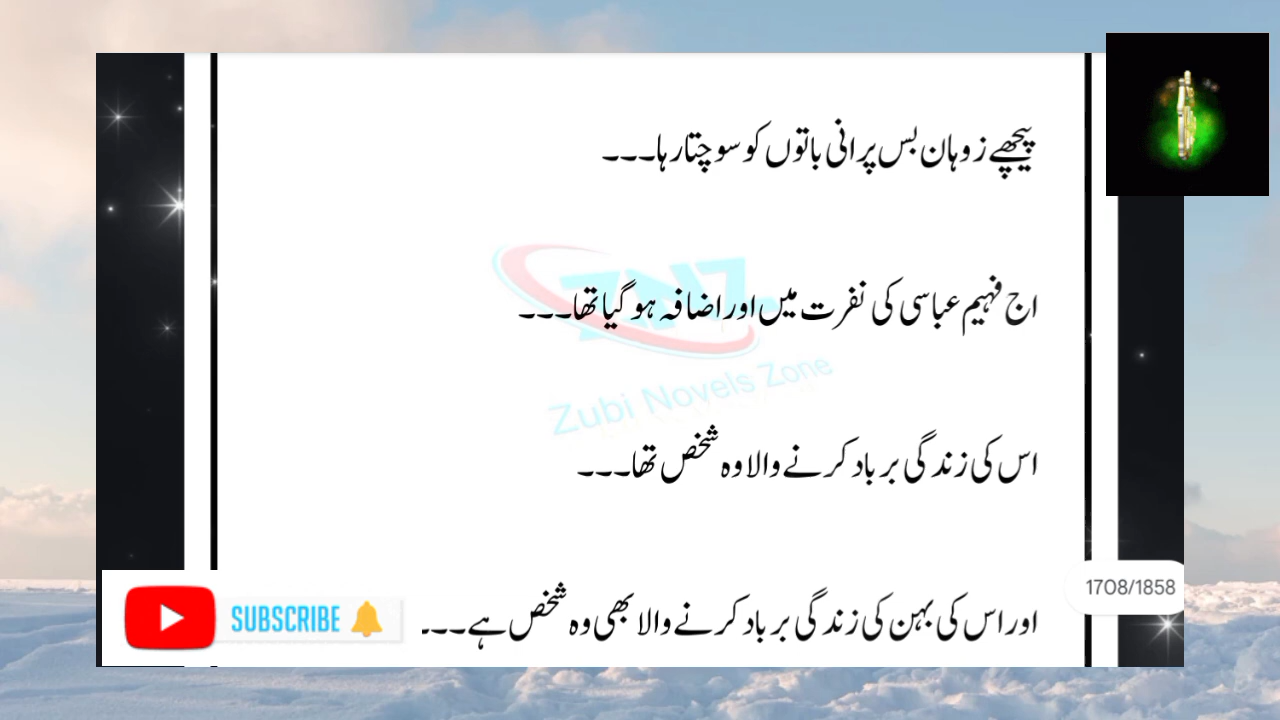 پیچھے زوہان بس پرانی باتوں کو سوچتا رہا۔۔۔
اج فہیم عباسی کی نفرت میں اور اضافہ ہو گیا تھا۔۔۔
ZNZ
Zubi Novels Zone
اس کی زندگی برباد کرنے والا وہ شخص تھا۔۔۔
1708/1858
اور اس کی بہن کی زندگی برباد کرنے والا بھی وہ شخص ہے۔۔۔
SUBSCRIBE